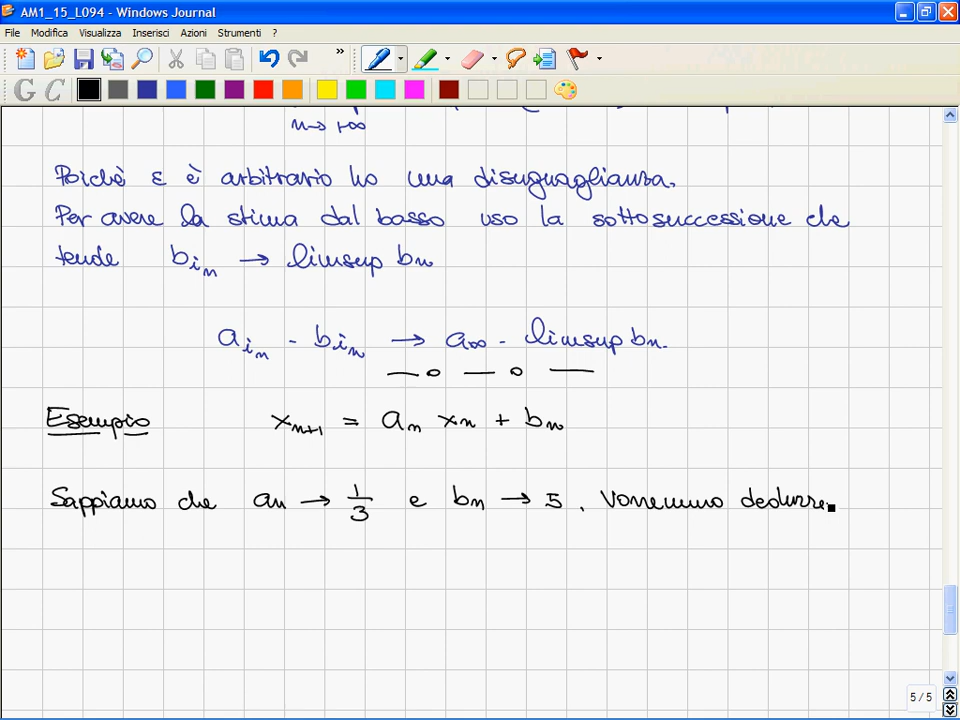 AM1_15_L094 - Windows Journal
File Modifica Visualizza Inserisci Azioni Strumenti ?
G C
n→+∞
Poichè ε è arbitrario ho una disuguaglianza.
Per avere la stima dal basso uso la sottosuccessione che
tende b_{i_n} → limsup b_n
a_{i_n} - b_{i_n} → a_∞ - limsup b_n.
Esempio x_{n+1} = a_n x_n + b_n
Sappiamo che a_n → 1/3 e b_n → 5. Vorremmo dedurre
5 / 5